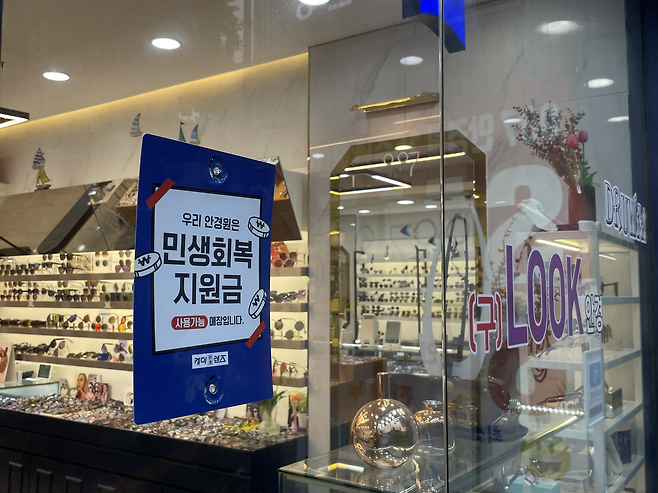 우리 안경원은
민생회복
지원금
사용가능 매장입니다.
(구) LOOK 안경